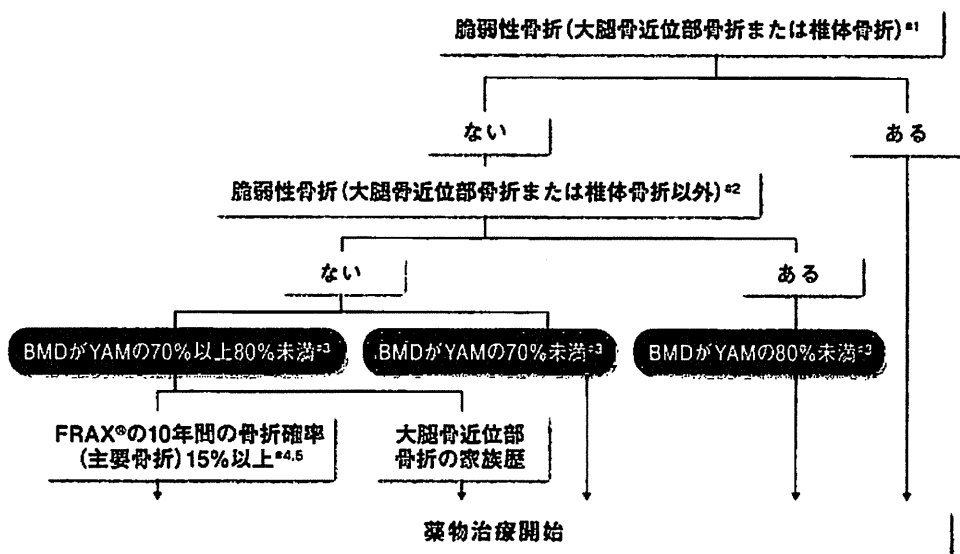 脆弱性骨折(大腿骨近位部骨折または椎体骨折)#1
ない
ある
脆弱性骨折(大腿骨近位部骨折または椎体骨折以外)#2
ない
ある
BMDがYAMの70%以上80%未満#3
BMDがYAMの70%未満#3
BMDがYAMの80%未満#3
FRAX®の10年間の骨折確率
(主要骨折)15%以上#4,5
大腿骨近位部
骨折の家族歴
薬物治療開始